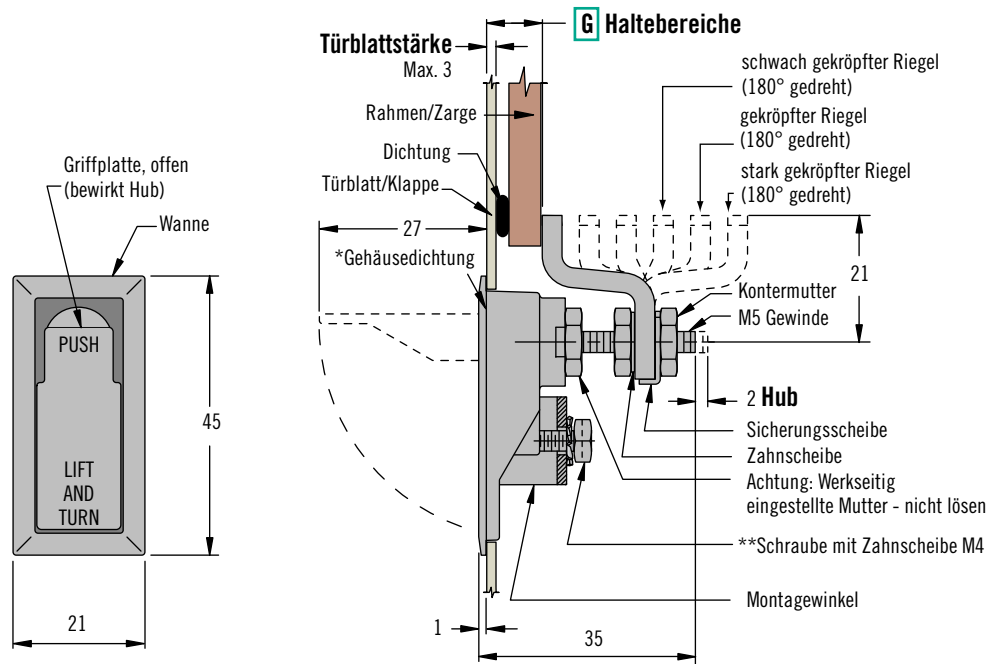 G Haltebereiche
Türblattstärke
Max. 3
schwach gekröpfter Riegel
(180° gedreht)
Rahmen/Zarge
gekröpfter Riegel
(180° gedreht)
Dichtung
Griffplatte, offen
(bewirkt Hub)
stark gekröpfter Riegel
(180° gedreht)
Türblatt/Klappe
Wanne
27
*Gehäusedichtung
21
Kontermutter
M5 Gewinde
PUSH
45
2 Hub
Sicherungsscheibe
Zahnscheibe
LIFT
AND
TURN
Achtung: Werkseitig
eingestellte Mutter - nicht lösen
**Schraube mit Zahnscheibe M4
Montagewinkel
21
1
35